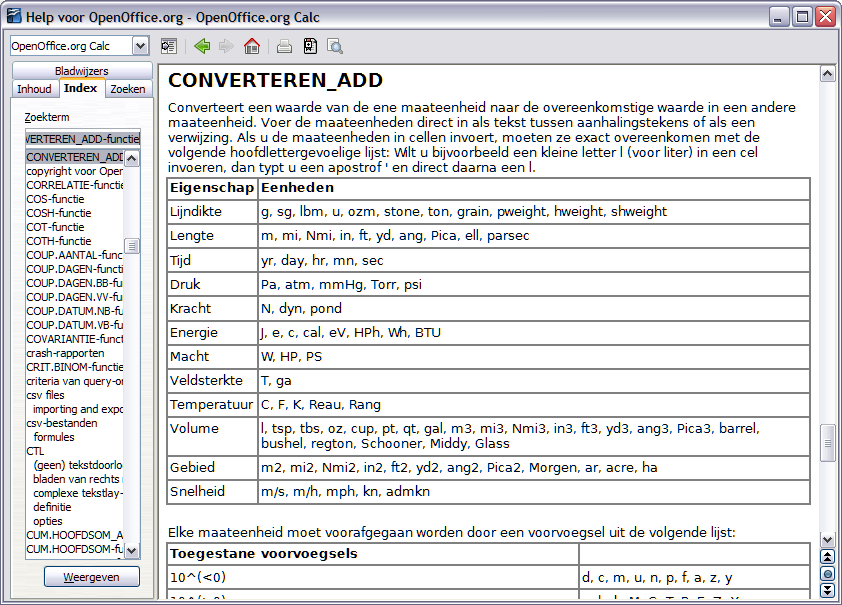 Help voor OpenOffice.org - OpenOffice.org Calc
OpenOffice.org Calc
Bladwijzers
Inhoud Index Zoeken
Zoekterm
VERTEREN_ADD-functie
CONVERTEREN_ADD
copyright voor Open
CORRELATIE-functie
COS-functie
COSH-functie
COT-functie
COTH-functie
COUP.AANTAL-func
COUP.DAGEN-functi
COUP.DAGEN.BB-fu
COUP.DAGEN.VV-fu
COUP.DATUM.NB-fu
COUP.DATUM.VB-fu
COVARIANTIE-funct
crash-rapporten
CRIT.BINOM-functie
criteria van query-o
csv files
importing and expo
csv-bestanden
formules
CTL
(geen) tekstdoorlo
bladen van rechts
complexe tekstlay-
definitie
opties
CUM.HOOFDSOM_A
CUM.HOOFDSOM-fu
Weergeven
CONVERTEREN_ADD
Converteert een waarde van de ene maateenheid naar de overeenkomstige waarde in een andere
maateenheid. Voer de maateenheden direct in als tekst tussen aanhalingstekens of als een
verwijzing. Als u de maateenheden in cellen invoert, moeten ze exact overeenkomen met de
volgende hoofdlettergevoelige lijst: Wilt u bijvoorbeeld een kleine letter l (voor liter) in een cel
invoeren, dan typt u een apostrof ' en direct daarna een l.
Eigenschap Eenheden
Lijndikte g, sg, lbm, u, ozm, stone, ton, grain, pweight, hweight, shweight
Lengte m, mi, Nmi, in, ft, yd, ang, Pica, ell, parsec
Tijd yr, day, hr, mn, sec
Druk Pa, atm, mmHg, Torr, psi
Kracht N, dyn, pond
Energie J, e, c, cal, eV, HPh, Wh, BTU
Macht W, HP, PS
Veldsterkte T, ga
Temperatuur C, F, K, Reau, Rang
Volume l, tsp, tbs, oz, cup, pt, qt, gal, m3, mi3, Nmi3, in3, ft3, yd3, ang3, Pica3, barrel,
bushel, regton, Schooner, Middy, Glass
Gebied m2, mi2, Nmi2, in2, ft2, yd2, ang2, Pica2, Morgen, ar, acre, ha
Snelheid m/s, m/h, mph, kn, admkn
Elke maateenheid moet voorafgegaan worden door een voorvoegsel uit de volgende lijst:
Toegestane voorvoegsels
10^(<0) d, c, m, u, n, p, f, a, z, y